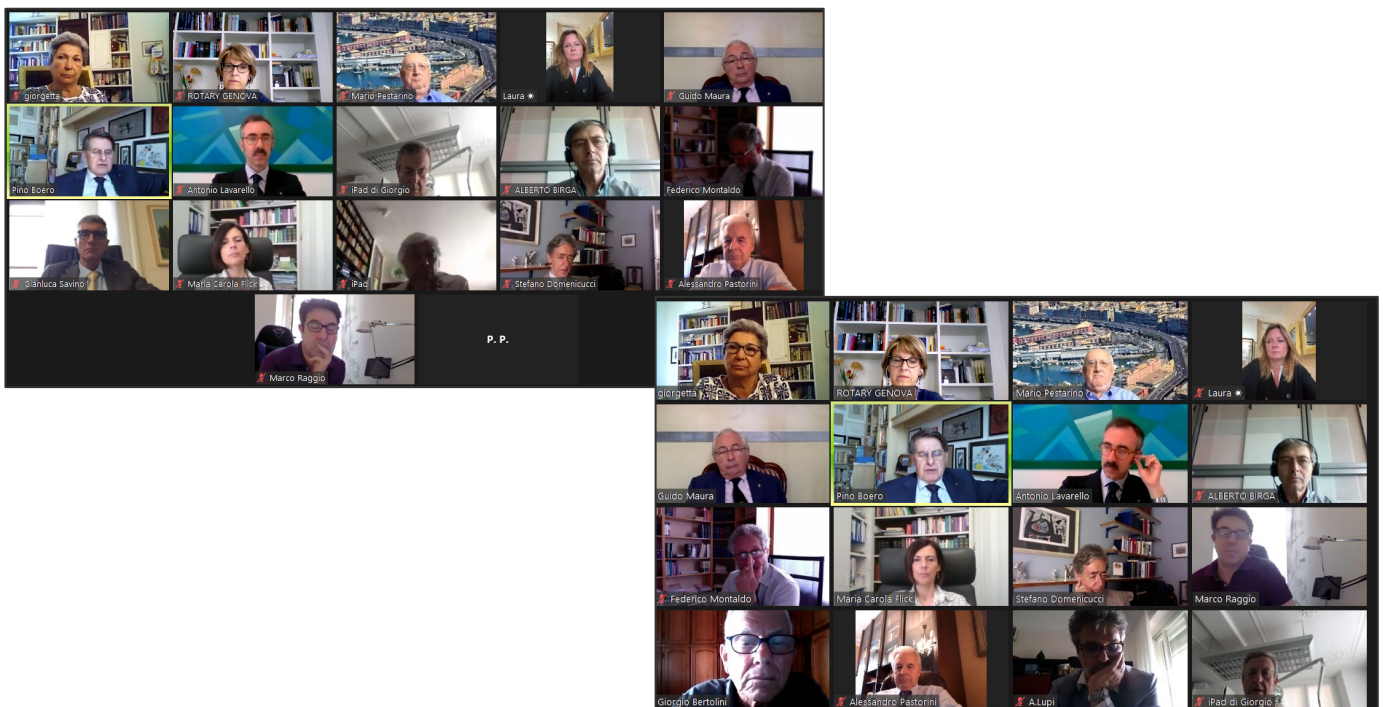 giorgetta
ROTARY GENOVA
Mario Pestarino
Laura ☀
Guido Maura
Pino Boero
Antonio Lavarello
iPad di Giorgio
ALBERTO BIRGA
Federico Montaldo
Gianluca Savino
Maria Carola Flick
iPad
Stefano Domenicucci
Alessandro Pastorini
Marco Raggio
P. P.
giorgetta
ROTARY GENOVA
Mario Pestarino
Laura ☀
Guido Maura
Pino Boero
Antonio Lavarello
ALBERTO BIRGA
Federico Montaldo
Maria Carola Flick
Stefano Domenicucci
Marco Raggio
Giorgio Bertolini
Alessandro Pastorini
A.Lupi
iPad di Giorgio